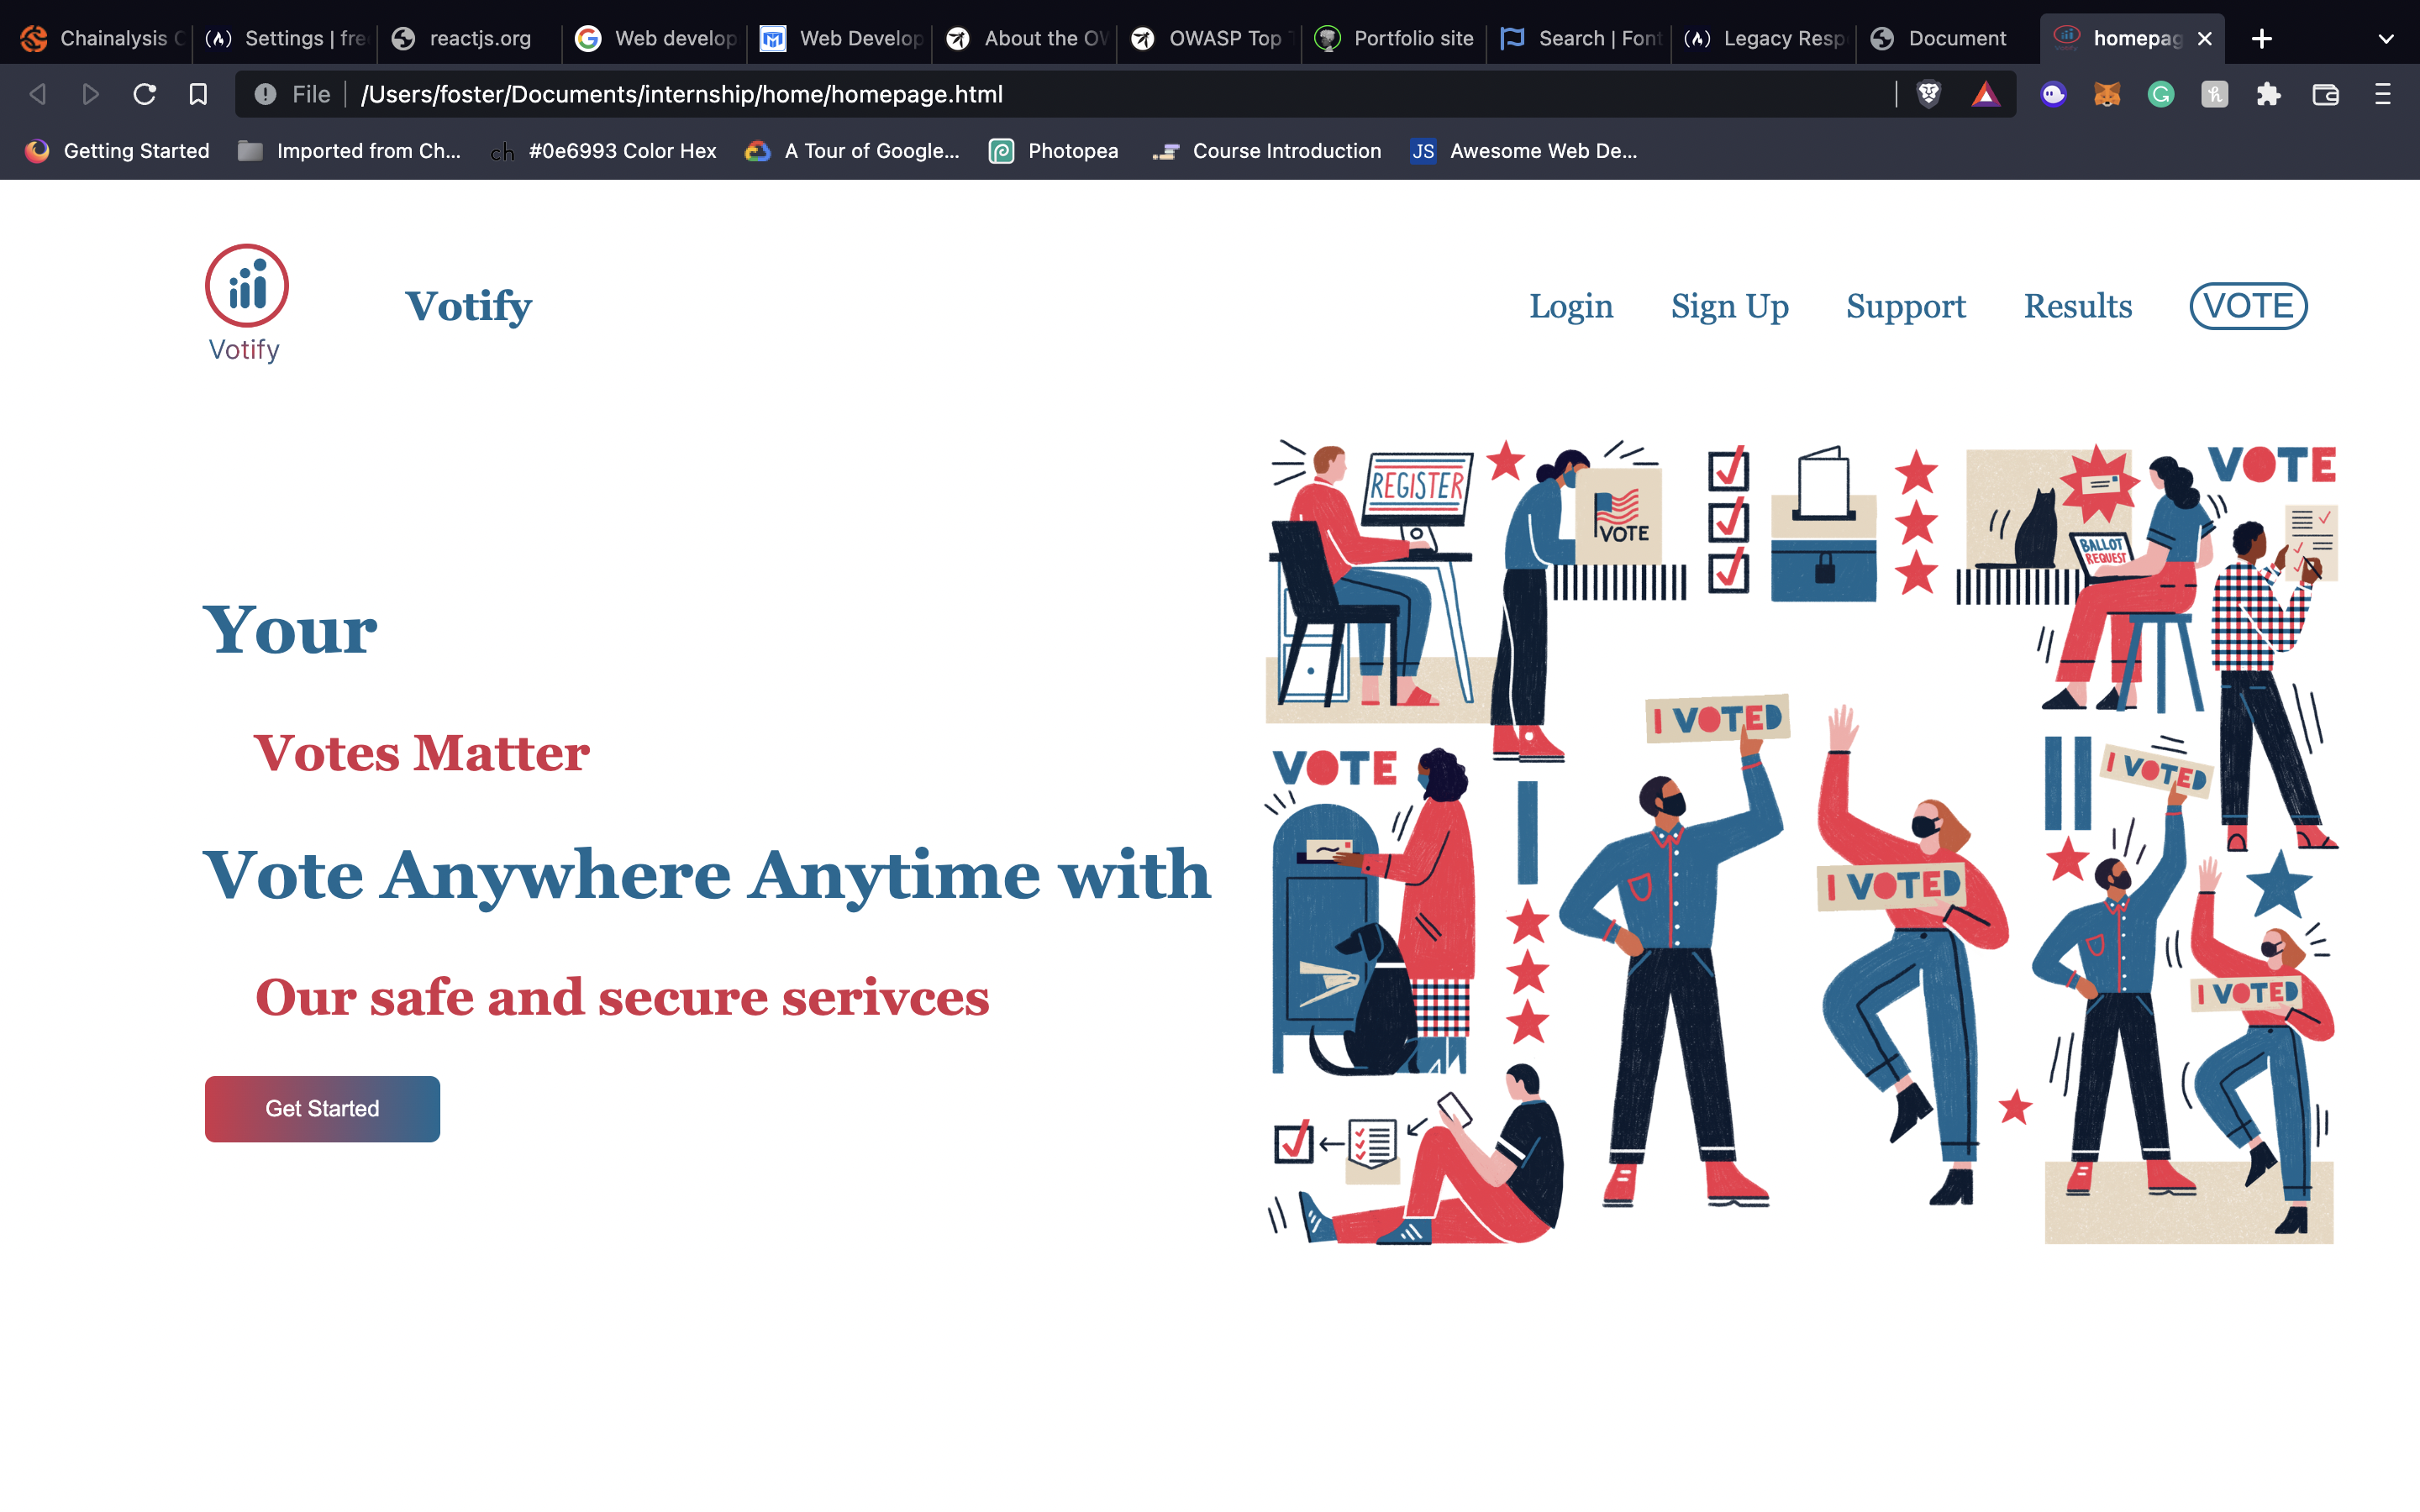 Chainalysis C
Settings | fre
reactjs.org
Web develop
Web Develop
About the OV
OWASP Top T
Portfolio site
Search | Font
Legacy Resp
Document
homepag
File
/Users/foster/Documents/internship/home/homepage.html
Getting Started
Imported from Ch...
ch
#0e6993 Color Hex
A Tour of Google...
Photopea
Course Introduction
JS
Awesome Web De...
Votify
Votify
Login
Sign Up
Support
Results
VOTE
Your
Votes Matter
Vote Anywhere Anytime with
Our safe and secure serivces
Get Started
REGISTER
VOTE
BALLOT
REQUEST
VOTE
I VOTED
VOTE
I VOTED
I VOTED
I VOTED